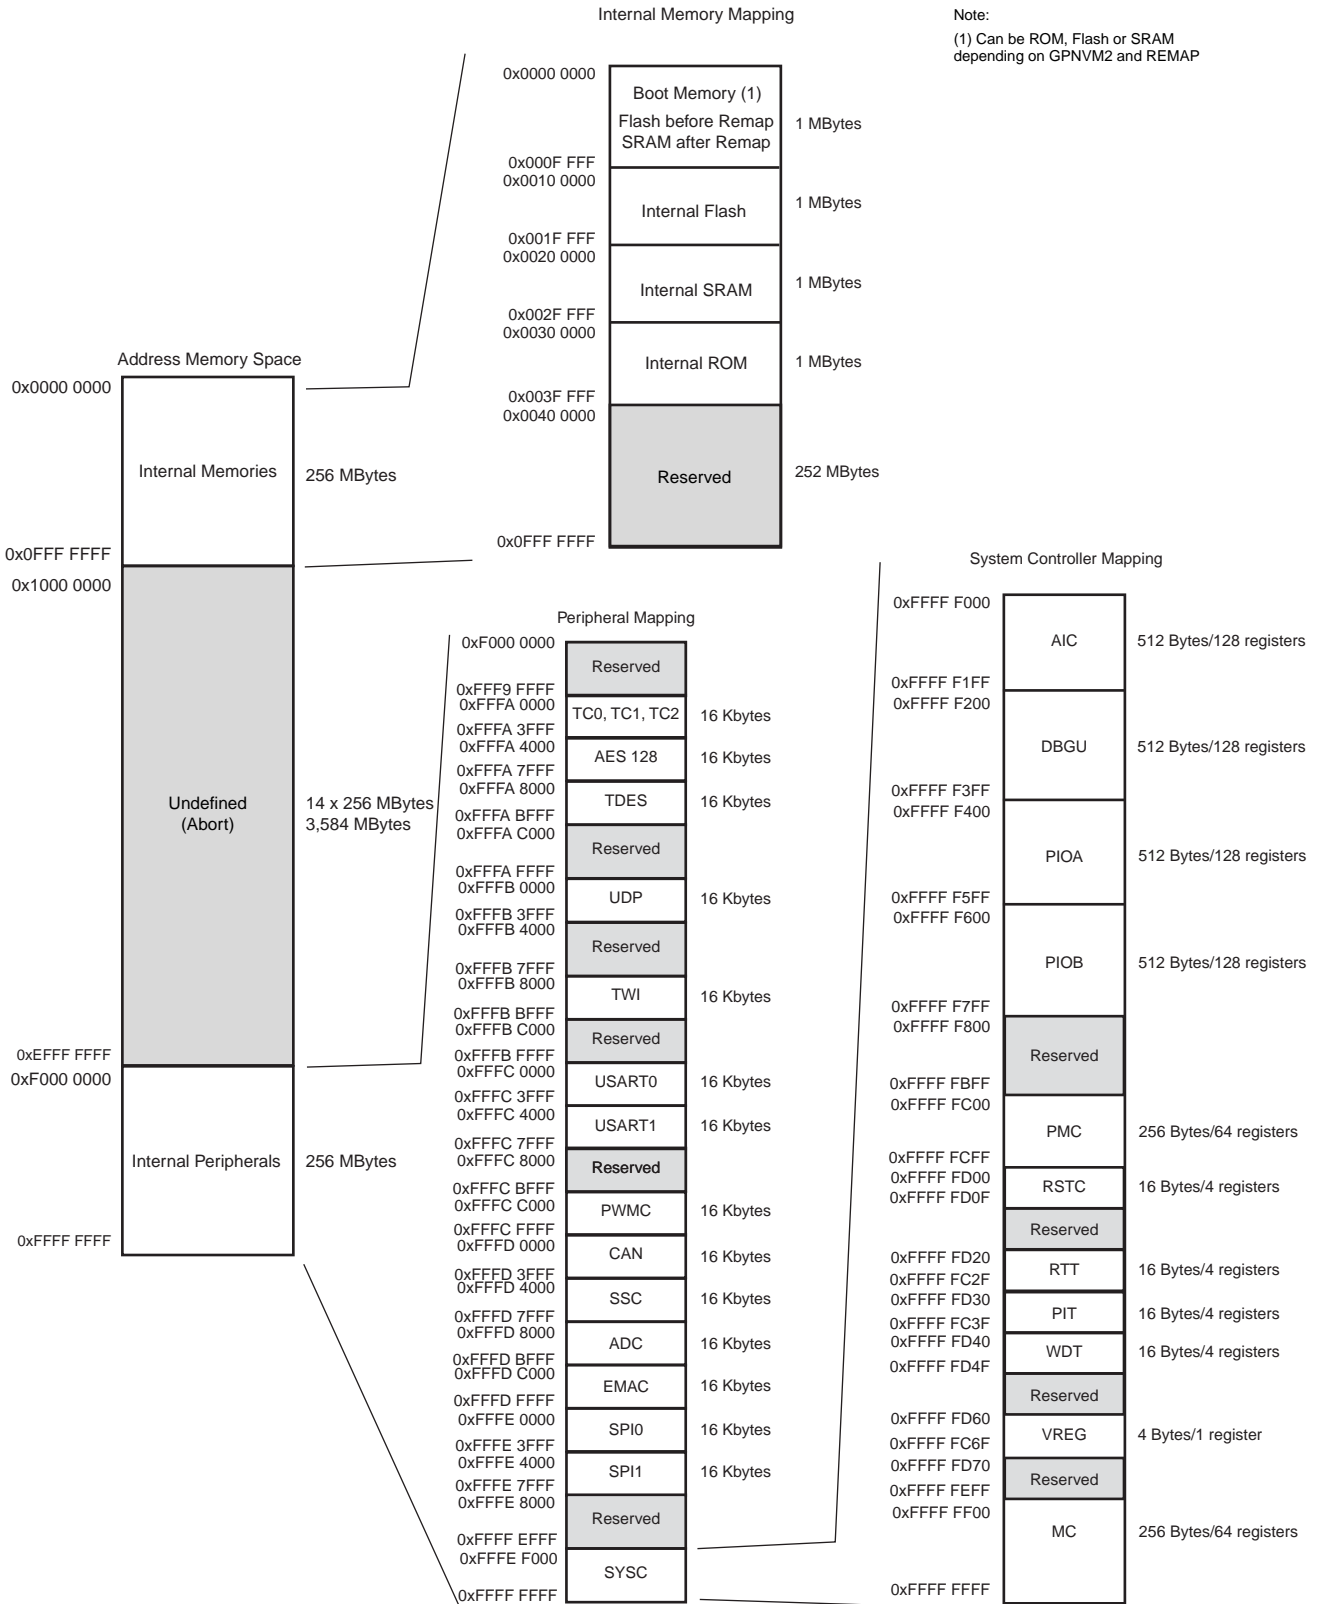 Internal Memory Mapping
Note:
(1) Can be ROM, Flash or SRAM
depending on GPNVM2 and REMAP
0x0000 0000
Boot Memory (1)
Flash before Remap
SRAM after Remap
1 MBytes
0x000F FFF
0x0010 0000
Internal Flash
1 MBytes
0x001F FFF
0x0020 0000
Internal SRAM
1 MBytes
0x002F FFF
0x0030 0000
Internal ROM
1 MBytes
0x003F FFF
0x0040 0000
Reserved
252 MBytes
0x0FFF FFFF
Address Memory Space
0x0000 0000
Internal Memories
256 MBytes
0x0FFF FFFF
0x1000 0000
Undefined
(Abort)
14 x 256 MBytes
3,584 MBytes
0xEFFF FFFF
0xF000 0000
Internal Peripherals
256 MBytes
0xFFFF FFFF
Peripheral Mapping
0xF000 0000
Reserved
0xFFF9 FFFF
0xFFFA 0000
TC0, TC1, TC2
16 Kbytes
0xFFFA 3FFF
0xFFFA 4000
AES 128
16 Kbytes
0xFFFA 7FFF
0xFFFA 8000
TDES
16 Kbytes
0xFFFA BFFF
0xFFFA C000
Reserved
0xFFFA FFFF
0xFFFB 0000
UDP
16 Kbytes
0xFFFB 3FFF
0xFFFB 4000
Reserved
0xFFFB 7FFF
0xFFFB 8000
TWI
16 Kbytes
0xFFFB BFFF
0xFFFB C000
Reserved
0xFFFB FFFF
0xFFFC 0000
USART0
16 Kbytes
0xFFFC 3FFF
0xFFFC 4000
USART1
16 Kbytes
0xFFFC 7FFF
0xFFFC 8000
Reserved
0xFFFC BFFF
0xFFFC C000
PWMC
16 Kbytes
0xFFFC FFFF
0xFFFD 0000
CAN
16 Kbytes
0xFFFD 3FFF
0xFFFD 4000
SSC
16 Kbytes
0xFFFD 7FFF
0xFFFD 8000
ADC
16 Kbytes
0xFFFD BFFF
0xFFFD C000
EMAC
16 Kbytes
0xFFFD FFFF
0xFFFE 0000
SPI0
16 Kbytes
0xFFFE 3FFF
0xFFFE 4000
SPI1
16 Kbytes
0xFFFE 7FFF
0xFFFE 8000
Reserved
0xFFFF EFFF
0xFFFE F000
SYSC
0xFFFF FFFF
System Controller Mapping
0xFFFF F000
AIC
512 Bytes/128 registers
0xFFFF F1FF
0xFFFF F200
DBGU
512 Bytes/128 registers
0xFFFF F3FF
0xFFFF F400
PIOA
512 Bytes/128 registers
0xFFFF F5FF
0xFFFF F600
PIOB
512 Bytes/128 registers
0xFFFF F7FF
0xFFFF F800
Reserved
0xFFFF FBFF
0xFFFF FC00
PMC
256 Bytes/64 registers
0xFFFF FCFF
0xFFFF FD00
RSTC
16 Bytes/4 registers
0xFFFF FD0F
Reserved
0xFFFF FD20
RTT
16 Bytes/4 registers
0xFFFF FC2F
0xFFFF FD30
PIT
16 Bytes/4 registers
0xFFFF FC3F
0xFFFF FD40
WDT
16 Bytes/4 registers
0xFFFF FD4F
Reserved
0xFFFF FD60
VREG
4 Bytes/1 register
0xFFFF FC6F
0xFFFF FD70
Reserved
0xFFFF FEFF
0xFFFF FF00
MC
256 Bytes/64 registers
0xFFFF FFFF